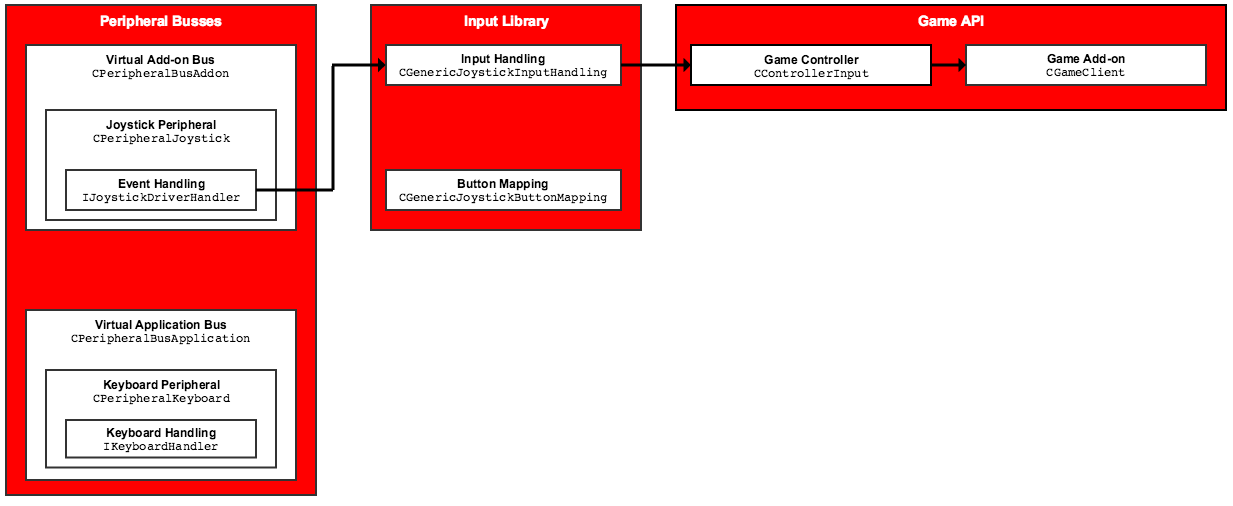 Peripheral Busses
Virtual Add-on Bus
CPeripheralBusAddon
Joystick Peripheral
CPeripheralJoystick
Event Handling
IJoystickDriverHandler
Virtual Application Bus
CPeripheralBusApplication
Keyboard Peripheral
CPeripheralKeyboard
Keyboard Handling
IKeyboardHandler
Input Library
Input Handling
CGenericJoystickInputHandling
Button Mapping
CGenericJoystickButtonMapping
Game API
Game Controller
CControllerInput
Game Add-on
CGameClient